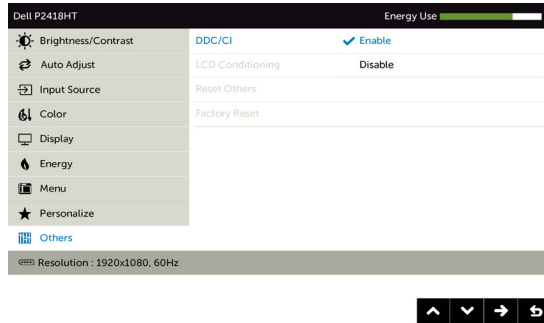 Dell P2418HT
Energy Use
Brightness/Contrast
DDC/CI
Enable
Auto Adjust
LCD Conditioning
Disable
Input Source
Reset Others
Color
Factory Reset
Display
Energy
Menu
Personalize
Others
Resolution : 1920x1080, 60Hz